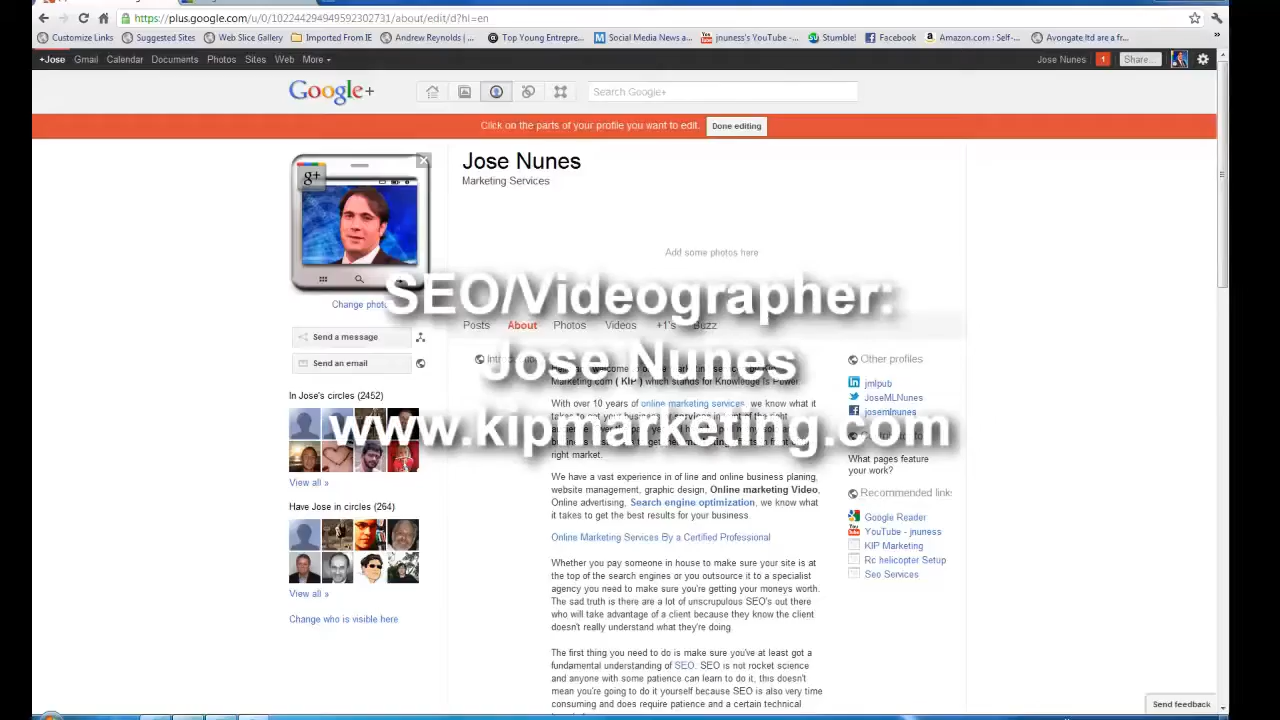 https://plus.google.com/u/0/102244294949592302731/about/edit/d?hl=en
Customize Links Suggested Sites Web Slice Gallery Imported From IE Andrew Reynolds ,.. Top Young Entrepre... Social Media News a... jnuness's YouTube -... Stumble! Facebook Amazon.com : Self-... Avongate ltd are a fr... »
+Jose Gmail Calendar Documents Photos Sites Web More Jose Nunes 1 Share...
Google+ Search Google+
Click on the parts of your profile you want to edit. Done editing
g+
Jose Nunes
Marketing Services
Add some photos here
Change photo
SEO/Videographer:
Jose Nunes
www.kipmarketing.com
Send a message
Send an email
In Jose's circles (2452)
View all »
Have Jose in circles (264)
View all »
Change who is visible here
Posts About Photos Videos +1's Buzz
Marketing.com ( KIP ) which stands for Knowledge Is Power.
With over 10 years of online marketing services, we know what it
right market.
We have a vast experience in of line and online business planing,
website management, graphic design, Online marketing Video,
Online advertising, Search engine optimization, we know what
it takes to get the best results for your business.
Online Marketing Services By a Certified Professional
Whether you pay someone in house to make sure your site is at
the top of the search engines or you outsource it to a specialist
agency you need to make sure you're getting your moneys worth.
The sad truth is there are a lot of unscrupulous SEO's out there
who will take advantage of a client because they know the client
doesn't really understand what they're doing.
The first thing you need to do is make sure you've at least got a
fundamental understanding of SEO. SEO is not rocket science
and anyone with some patience can learn to do it, this doesn't
mean you're going to do it yourself because SEO is also very time
consuming and does require patience and a certain technical
Other profiles
jmlpub
JoseMLNunes
josemlnunes
What pages feature
your work?
Recommended links
Google Reader
YouTube - jnuness
KIP Marketing
Rc helicopter Setup
Seo Services
Send feedback